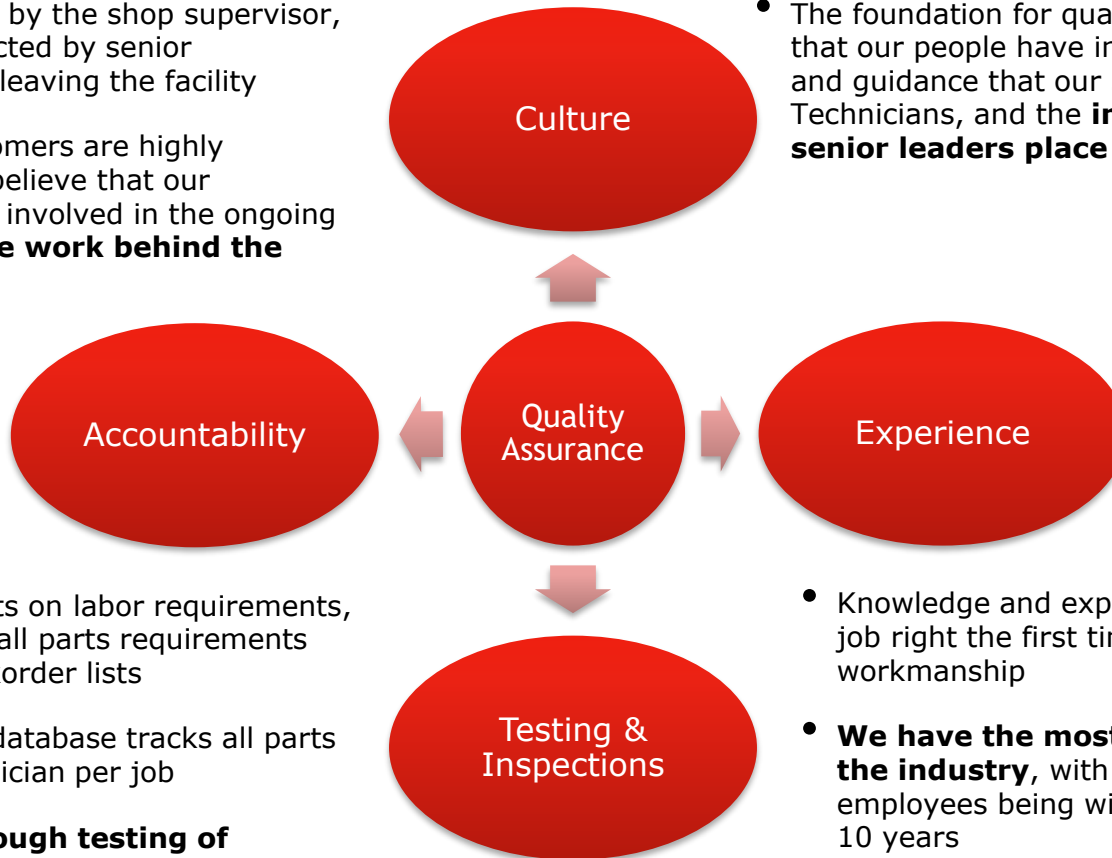 by the shop supervisor,
cted by senior
leaving the facility
omers are highly
believe that our
involved in the ongoing
e work behind the
• The foundation for qua
that our people have in
and guidance that our
Technicians, and the in
senior leaders place
Culture
Accountability
Quality
Assurance
Experience
ts on labor requirements,
all parts requirements
order lists
database tracks all parts
ician per job
ough testing of
Testing &
Inspections
• Knowledge and exp
job right the first tin
workmanship
• We have the most
the industry, with
employees being wi
10 years